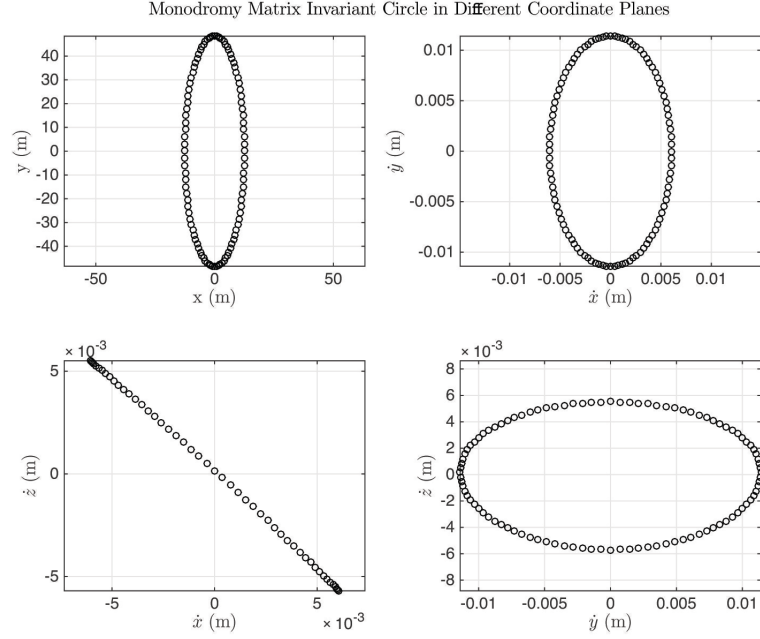 Monodromy Matrix Invariant Circle in Different Coordinate Planes
40
30
20
10
0
-10
-20
-30
-40
y (m)
-50 0 50
x (m)
0.01
0.005
0
-0.005
-0.01
ẏ (m)
-0.01 -0.005 0 0.005 0.01
ẋ (m)
× 10⁻³
5
0
-5
ż (m)
-5 0 5
ẋ (m) × 10⁻³
× 10⁻³
8
6
4
2
0
-2
-4
-6
-8
ż (m)
-0.01 -0.005 0 0.005 0.01
ẏ (m)